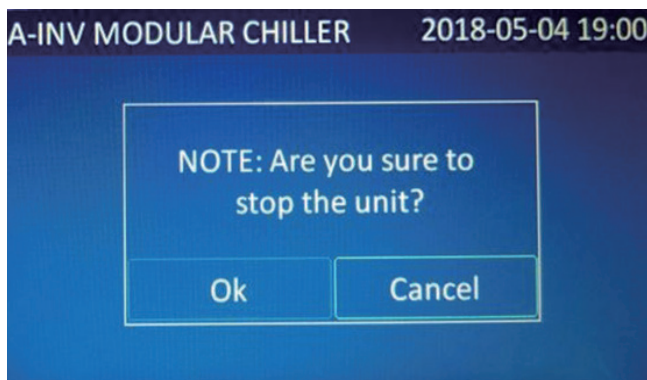 A-INV MODULAR CHILLER 2018-05-04 19:00
NOTE: Are you sure to
stop the unit?
Ok Cancel